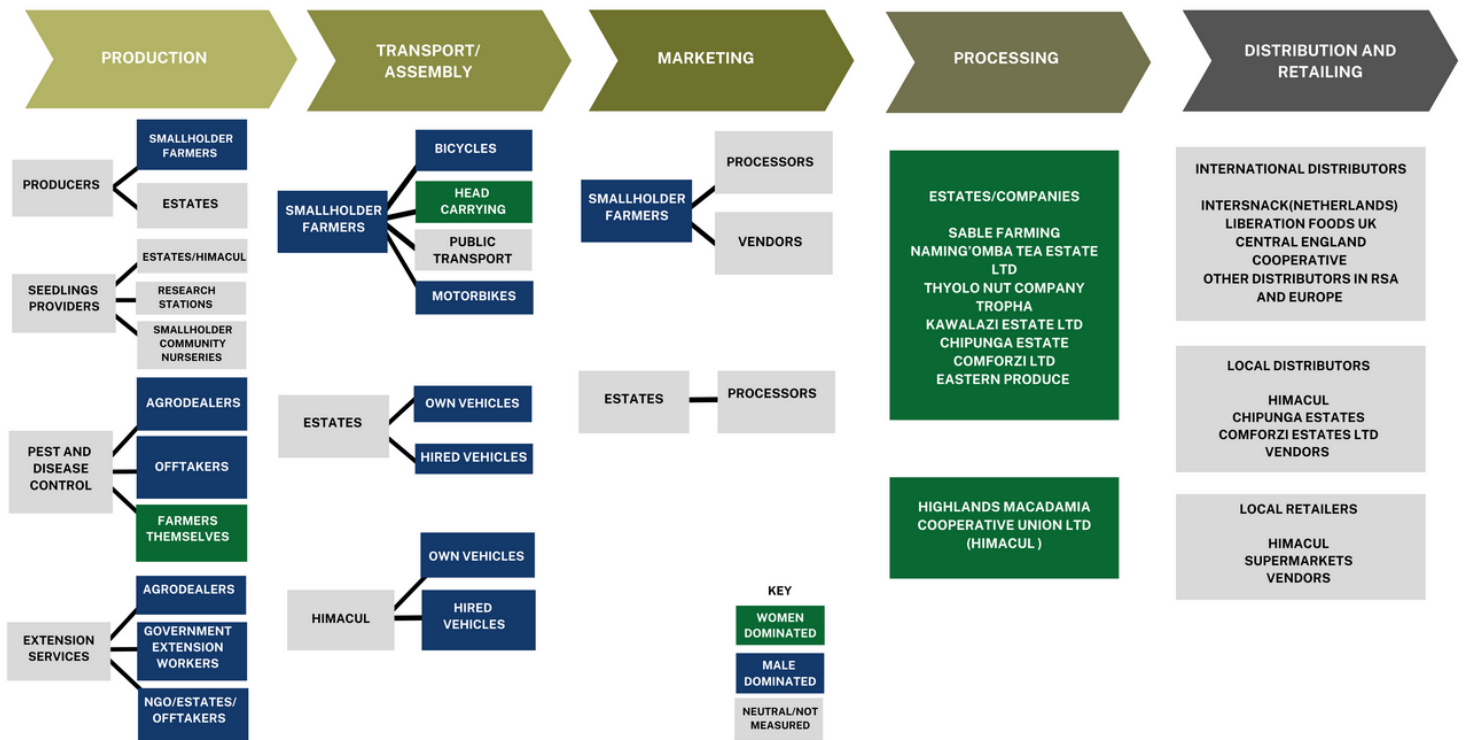 PRODUCTION
TRANSPORT/
ASSEMBLY
MARKETING
PROCESSING
DISTRIBUTION AND
RETAILING
PRODUCERS
SMALLHOLDER
FARMERS
ESTATES
SEEDLINGS
PROVIDERS
ESTATES/HIMACUL
RESEARCH
STATIONS
SMALLHOLDER
COMMUNITY
NURSERIES
PEST AND
DISEASE
CONTROL
AGRODEALERS
OFFTAKERS
FARMERS
THEMSELVES
EXTENSION
SERVICES
AGRODEALERS
GOVERNMENT
EXTENSION
WORKERS
NGO/ESTATES/
OFFTAKERS
SMALLHOLDER
FARMERS
BICYCLES
HEAD
CARRYING
PUBLIC
TRANSPORT
MOTORBIKES
ESTATES
OWN VEHICLES
HIRED VEHICLES
HIMACUL
OWN VEHICLES
HIRED
VEHICLES
SMALLHOLDER
FARMERS
PROCESSORS
VENDORS
ESTATES
PROCESSORS
KEY
WOMEN
DOMINATED
MALE
DOMINATED
NEUTRAL/NOT
MEASURED
ESTATES/COMPANIES
SABLE FARMING
NAMING'OMBA TEA ESTATE
LTD
THYOLO NUT COMPANY
TROPHA
KAWALAZI ESTATE LTD
CHIPUNGA ESTATE
COMFORZI LTD
EASTERN PRODUCE
HIGHLANDS MACADAMIA
COOPERATIVE UNION LTD
(HIMACUL )
INTERNATIONAL DISTRIBUTORS
INTERSNACK(NETHERLANDS)
LIBERATION FOODS UK
CENTRAL ENGLAND
COOPERATIVE
OTHER DISTRIBUTORS IN RSA
AND EUROPE
LOCAL DISTRIBUTORS
HIMACUL
CHIPUNGA ESTATES
COMFORZI ESTATES LTD
VENDORS
LOCAL RETAILERS
HIMACUL
SUPERMARKETS
VENDORS